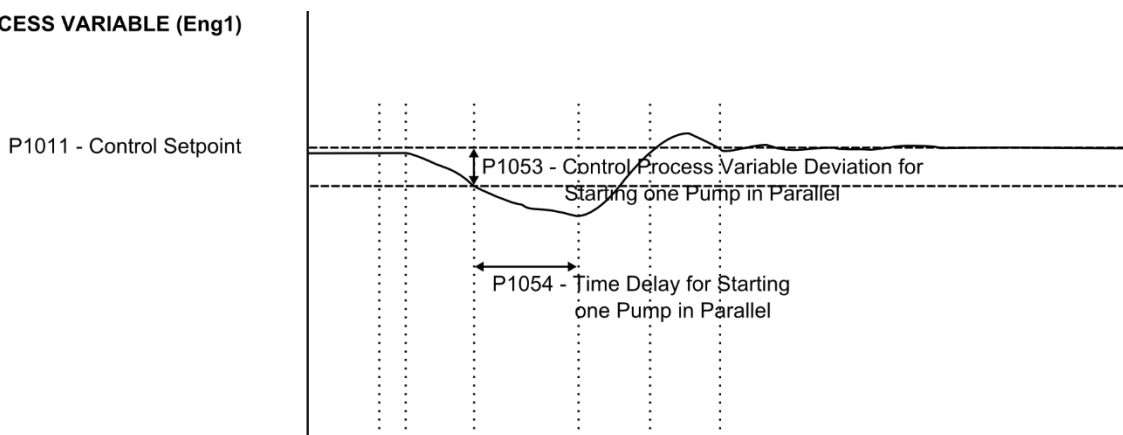 CESS VARIABLE (Eng1)
P1011 - Control Setpoint
P1053 - Control Process Variable Deviation for
Starting one Pump in Parallel
P1054 - Time Delay for Starting
one Pump in Parallel